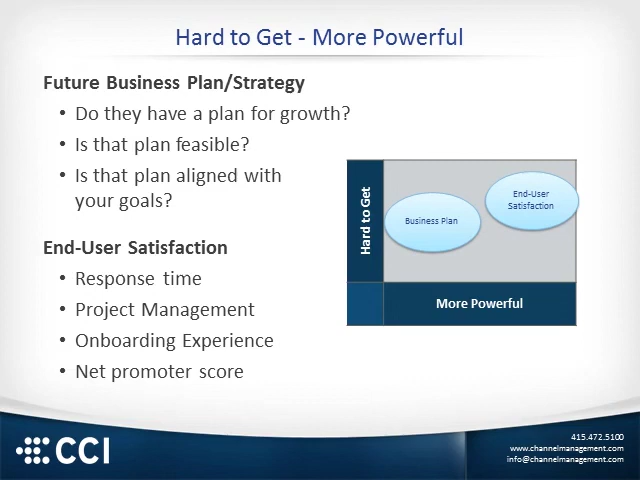 Hard to Get - More Powerful
Future Business Plan/Strategy
• Do they have a plan for growth?
• Is that plan feasible?
• Is that plan aligned with
your goals?
End-User Satisfaction
• Response time
• Project Management
• Onboarding Experience
• Net promoter score
Hard to Get
Business Plan
End-User
Satisfaction
More Powerful
CCI
415.472.5100
www.channelmanagement.com
info@channelmanagement.com